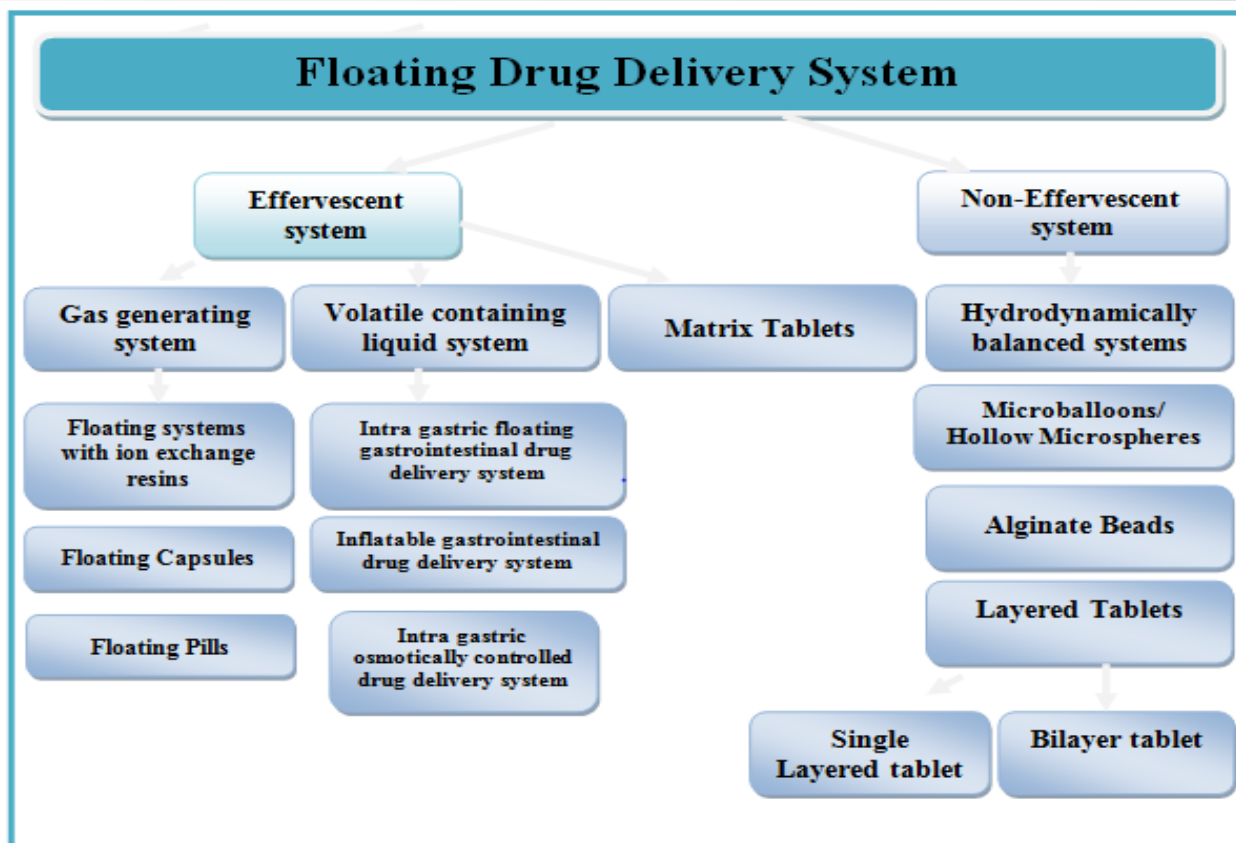 Floating Drug Delivery System
Effervescent
system
Non-Effervescent
system
Gas generating
system
Volatile containing
liquid system
Matrix Tablets
Hydrodynamically
balanced systems
Floating systems
with ion exchange
resins
Intra gastric floating
gastrointestinal drug
delivery system
Microballoons/
Hollow Microspheres
Floating Capsules
Inflatable gastrointestinal
drug delivery system
Alginate Beads
Floating Pills
Intra gastric
osmotically controlled
drug delivery system
Layered Tablets
Single
Layered tablet
Bilayer tablet